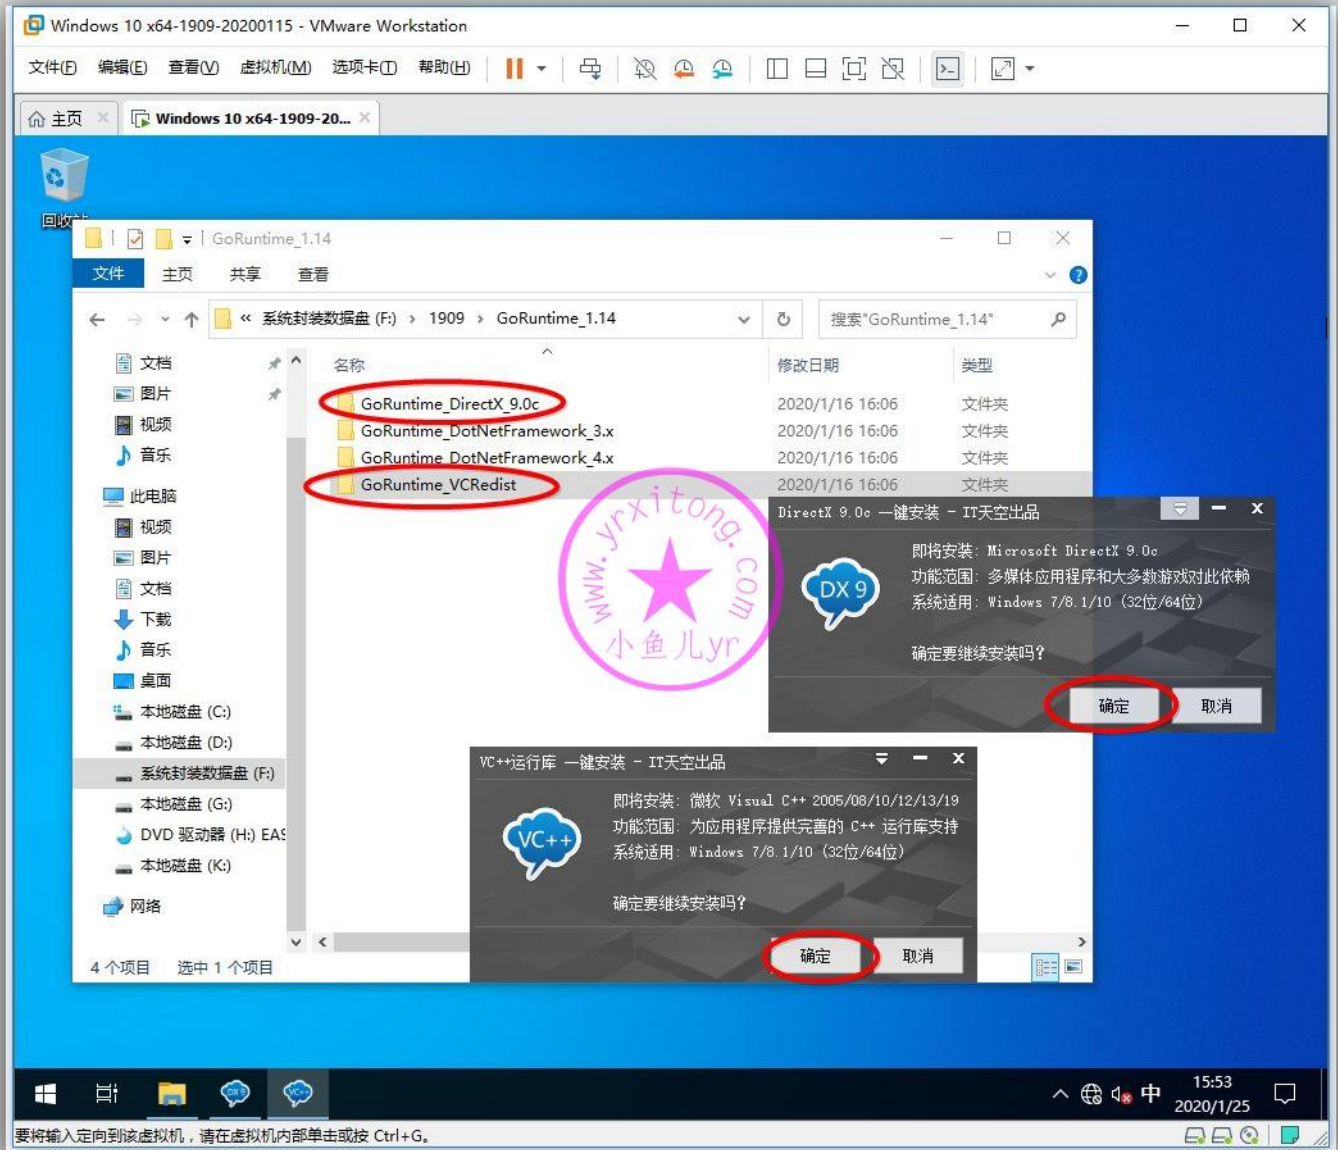 Windows 10 x64-1909-20200115 - VMware Workstation
文件(F) 编辑(E) 查看(V) 虚拟机(M) 选项卡(T) 帮助(H)
主页 Windows 10 x64-1909-20...
GoRuntime_1.14
文件 主页 共享 查看
« 系统封装数据盘 (F:) › 1909 › GoRuntime_1.14
搜索"GoRuntime_1.14"
文档
图片
视频
音乐
此电脑
视频
图片
文档
下载
音乐
桌面
本地磁盘 (C:)
本地磁盘 (D:)
系统封装数据盘 (F:)
本地磁盘 (G:)
DVD 驱动器 (H:) EAS
本地磁盘 (K:)
网络
名称 修改日期 类型
GoRuntime_DirectX_9.0c 2020/1/16 16:06 文件夹
GoRuntime_DotNetFramework_3.x 2020/1/16 16:06 文件夹
GoRuntime_DotNetFramework_4.x 2020/1/16 16:06 文件夹
GoRuntime_VCRedist 2020/1/16 16:06 文件夹
www.yrxitong.com
小鱼儿yr
DirectX 9.0c 一键安装 - IT天空出品
DX 9
即将安装: Microsoft DirectX 9.0c
功能范围: 多媒体应用程序和大多数游戏对此依赖
系统适用: Windows 7/8.1/10 (32位/64位)
确定要继续安装吗?
确定 取消
VC++运行库 一键安装 - IT天空出品
VC++
即将安装: 微软 Visual C++ 2005/08/10/12/13/19
功能范围: 为应用程序提供完善的 C++ 运行库支持
系统适用: Windows 7/8.1/10 (32位/64位)
确定要继续安装吗?
确定 取消
4 个项目 选中 1 个项目
DX 9 VC++
中
15:53
2020/1/25
要将输入定向到该虚拟机，请在虚拟机内部单击或按 Ctrl+G。